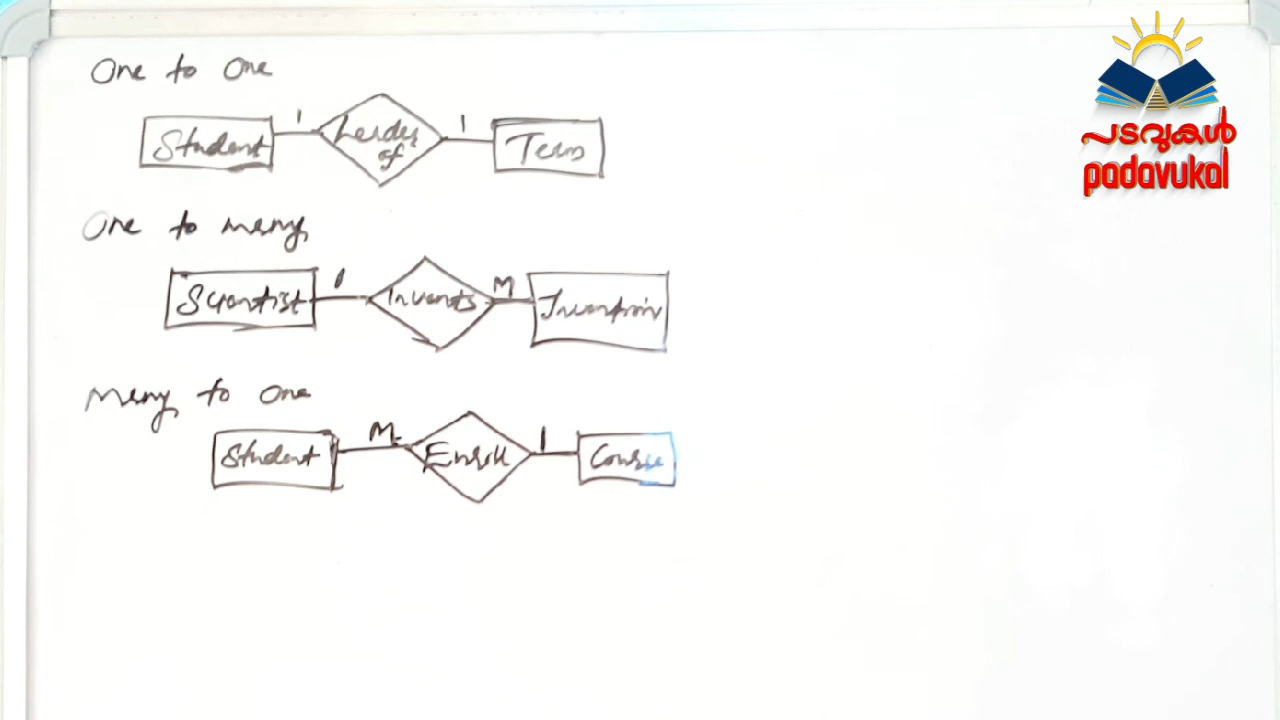 One to One
Student 1 Leader of 1 Team
One to many
Scientist 1 Invents M Invention
Many to One
Student M Enroll 1 Course
പടവുകൾ
padavukal